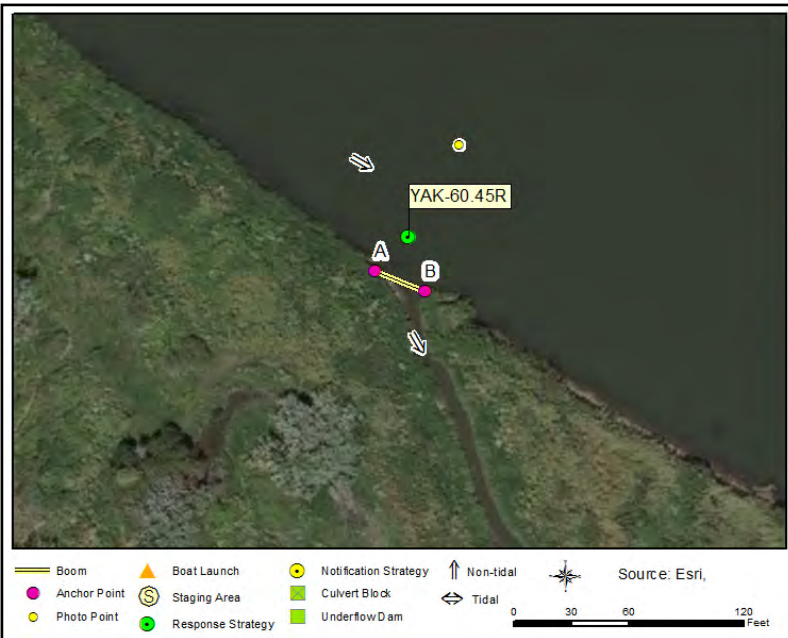 YAK-60.45R
A
B
Boom
Boat Launch
Notification Strategy
Non-tidal
Source: Esri,
Anchor Point
S
Staging Area
Culvert Block
Tidal
Photo Point
Response Strategy
Underflow Dam
0 30 60 120
Feet